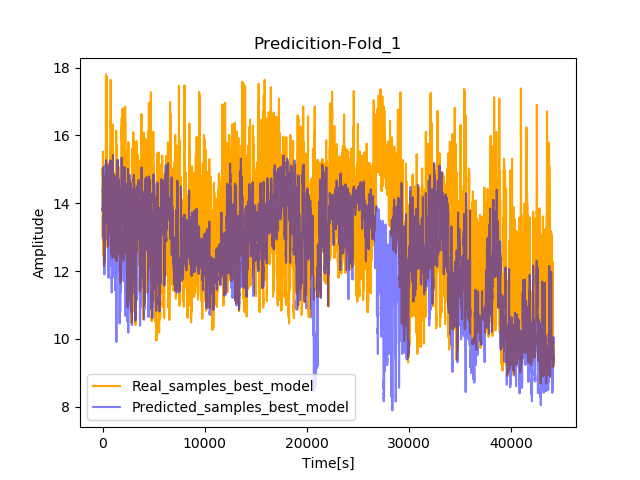 Predicition-Fold_1
18
16
14
12
10
8
Amplitude
Real_samples_best_model
Predicted_samples_best_model
0
10000
20000
30000
40000
Time[s]